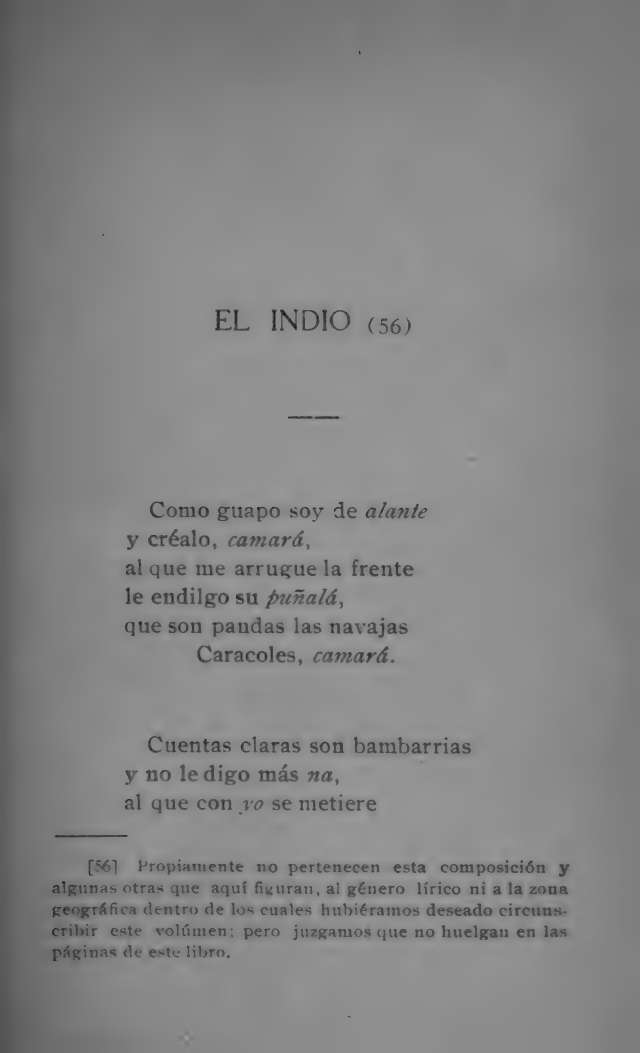 EL INDIO (56)
Como guapo soy de alante
y créalo, camará,
al que me arrugue la frente
le endilgo su puñalá,
que son pandas las navajas
Caracoles, camará.
Cuentas claras son bambarrias
y no le digo más na,
al que con yo se metiere
[56] Propiamente no pertenecen esta composición y
algunas otras que aquí figuran, al género lírico ni a la zona
geográfica dentro de los cuales hubiéramos deseado circuns-
cribir este volúmen; pero juzgamos que no huelgan en las
páginas de este libro.